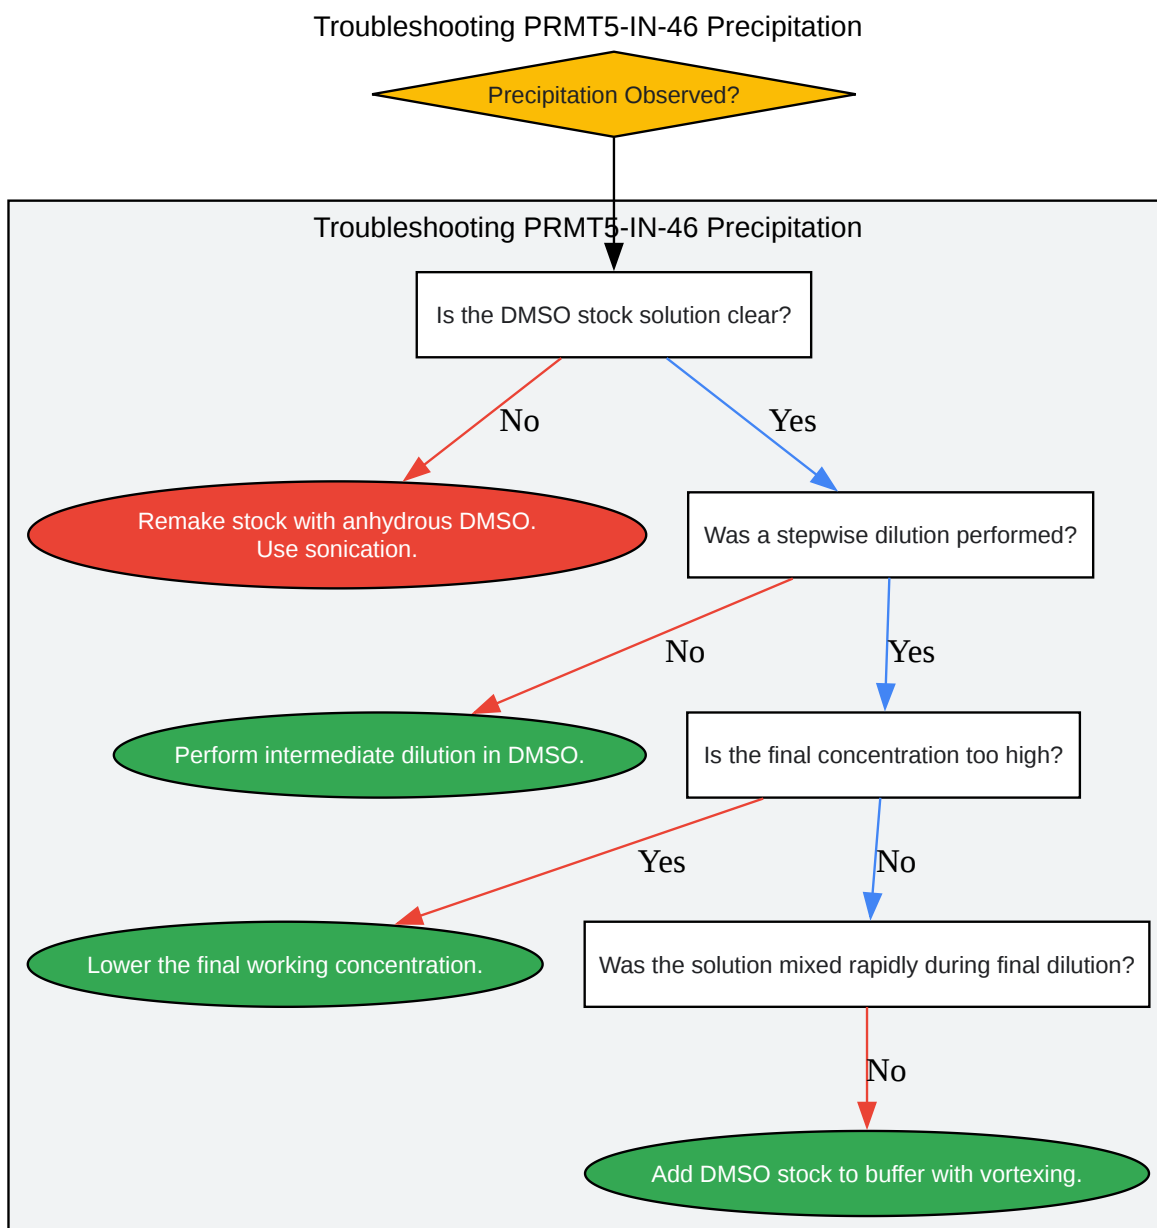 Troubleshooting PRMT5-IN-46 Precipitation
Precipitation Observed?
Troubleshooting PRMT5-IN-46 Precipitation
Is the DMSO stock solution clear?
No
Yes
Remake stock with anhydrous DMSO.
Use sonication.
Was a stepwise dilution performed?
No
Yes
Perform intermediate dilution in DMSO.
Is the final concentration too high?
Yes
No
Lower the final working concentration.
Was the solution mixed rapidly during final dilution?
No
Add DMSO stock to buffer with vortexing.